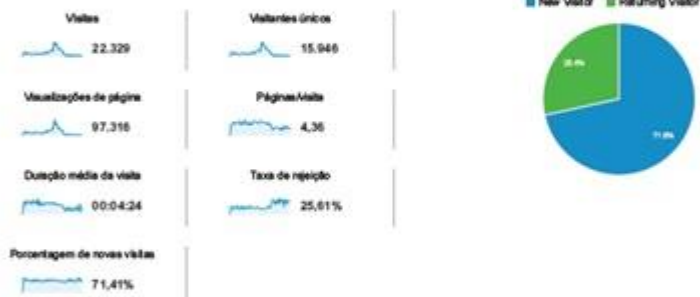 Visitas
22.329
Visitantes únicos
15.946
New Visitor
Returning Visitor
Visualizações de página
97.316
Páginas/visita
4,36
Duração média da visita
00:04:24
Taxa de rejeição
25,61%
Porcentagem de novas visitas
71,41%